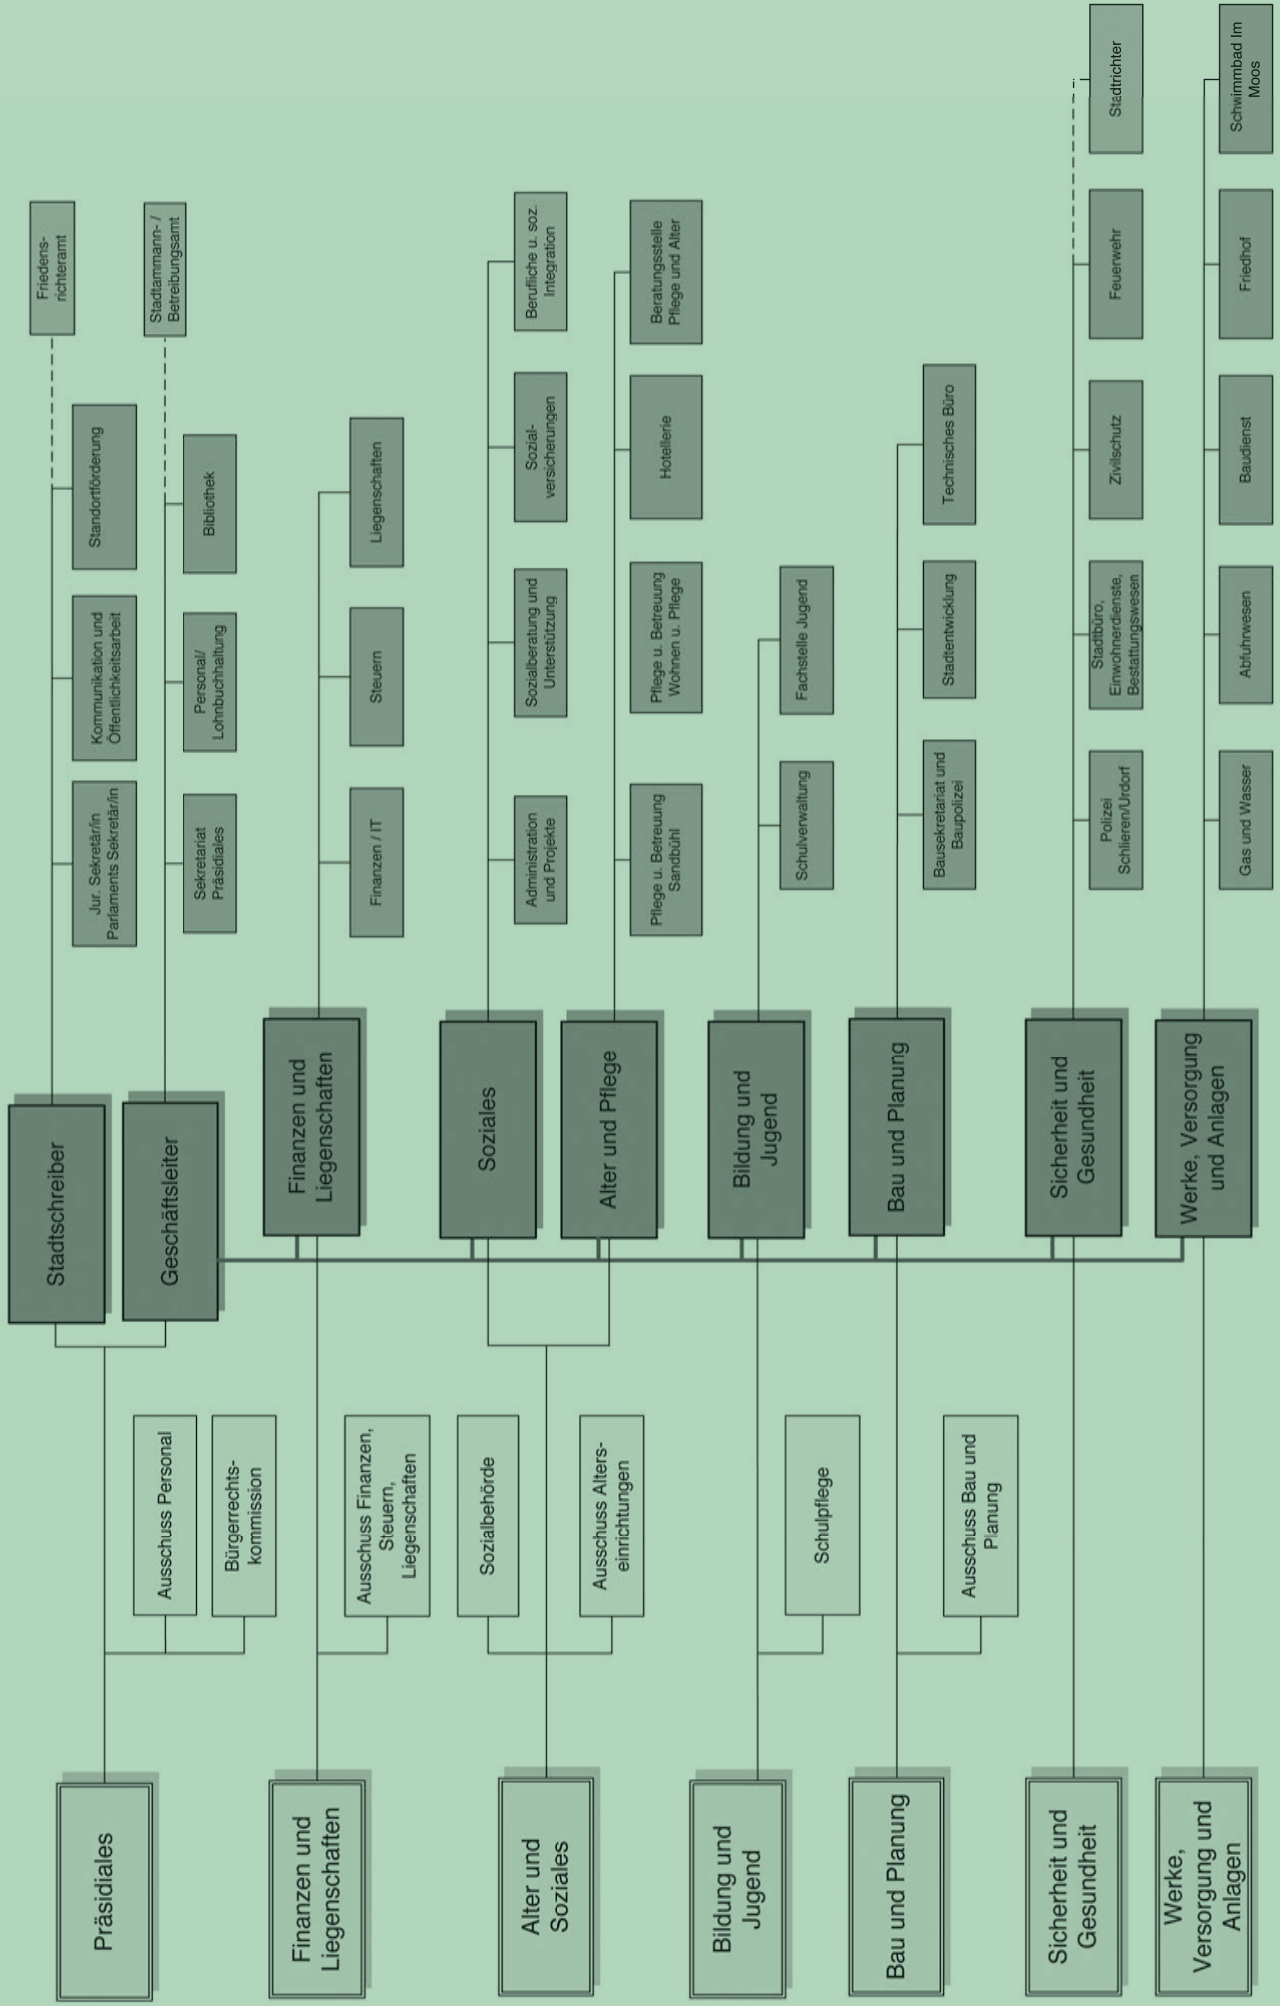 Präsidiales
Ausschuss Personal
Bürgerrechts-
kommission
Stadtschreiber
Jur. Sekretär/in
Parlaments Sekretär/in
Kommunikation und
Öffentlichkeitsarbeit
Standortförderung
Friedens-
richteramt
Geschäftsleiter
Sekretariat
Präsidiales
Personal/
Lohnbuchhaltung
Bibliothek
Stadtammann- /
Betreibungsamt
Finanzen und
Liegenschaften
Ausschuss Finanzen,
Steuern,
Liegenschaften
Finanzen und
Liegenschaften
Finanzen / IT
Steuern
Liegenschaften
Alter und
Soziales
Sozialbehörde
Ausschuss Alters-
einrichtungen
Soziales
Administration
und Projekte
Sozialberatung und
Unterstützung
Sozial-
versicherungen
Berufliche u. soz.
Integration
Alter und Pflege
Pflege u. Betreuung
Sandbühl
Pflege u. Betreuung
Wohnen u. Pflege
Hotellerie
Beratungsstelle
Pflege und Alter
Bildung und
Jugend
Schulpflege
Bildung und
Jugend
Schulverwaltung
Fachstelle Jugend
Bau und Planung
Ausschuss Bau und
Planung
Bau und Planung
Bausekretariat und
Baupolizei
Stadtentwicklung
Technisches Büro
Sicherheit und
Gesundheit
Sicherheit und
Gesundheit
Polizei
Schlieren/Urdorf
Stadtbüro,
Einwohnerdienste,
Bestattungswesen
Zivilschutz
Feuerwehr
Stadtrichter
Werke,
Versorgung und
Anlagen
Werke, Versorgung
und Anlagen
Gas und Wasser
Abfuhrwesen
Baudienst
Friedhof
Schwimmbad Im
Moos